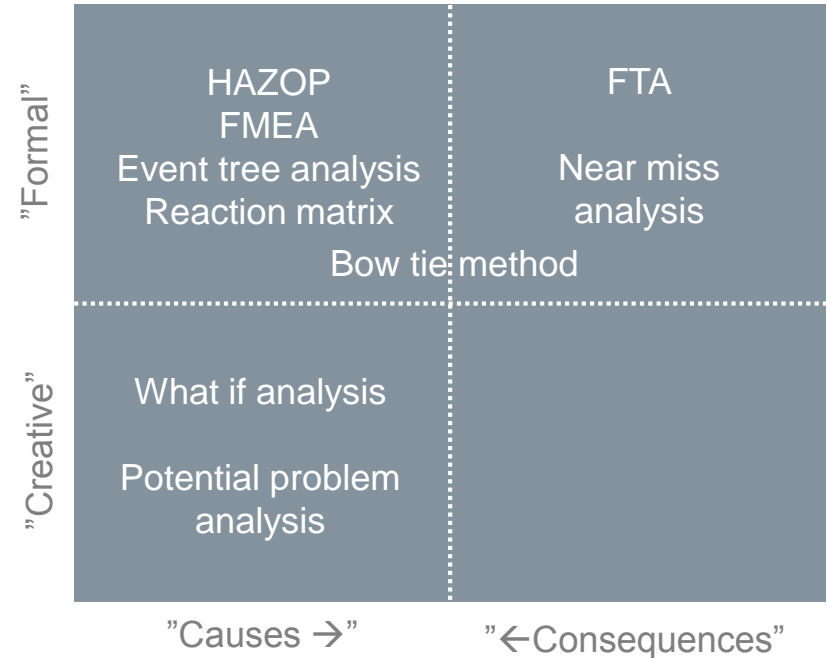 ”Formal”
HAZOP
FMEA
Event tree analysis
Reaction matrix
FTA
Near miss
analysis
Bow tie method
”Creative”
What if analysis
Potential problem
analysis
”Causes →”
”←Consequences”